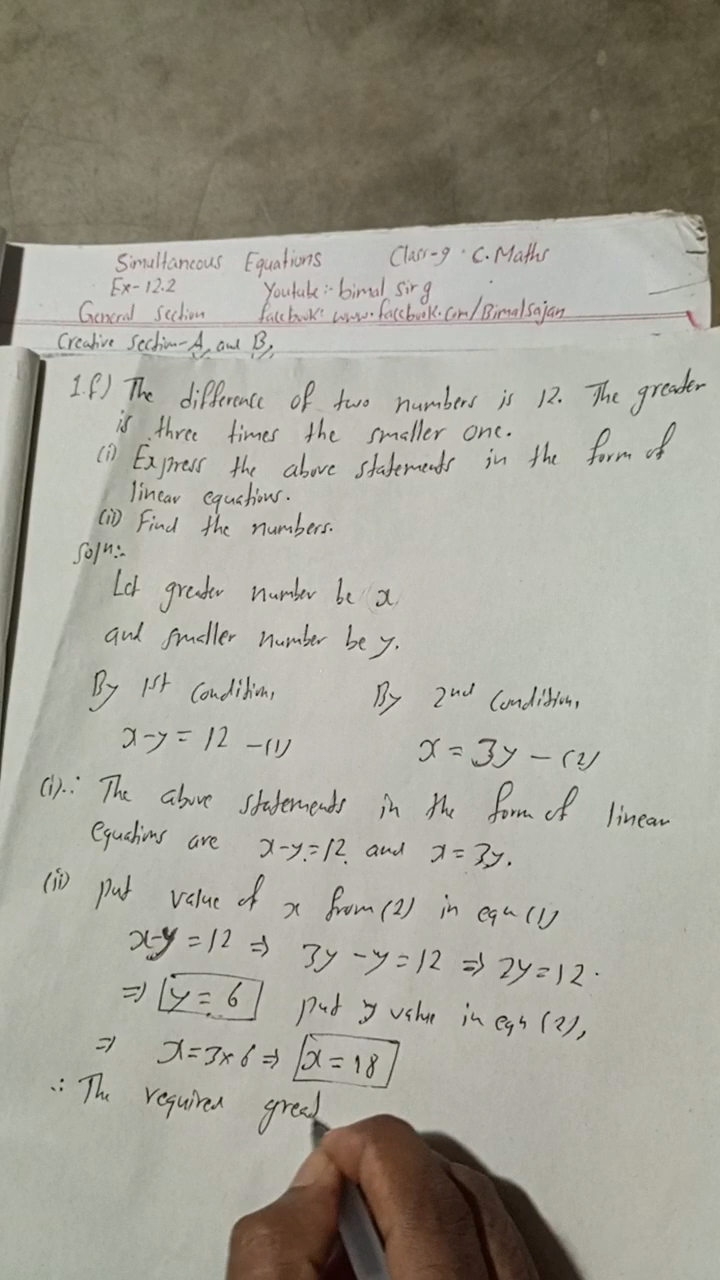 Simultaneous Equations Class-9 C. Maths
Ex-12.2 Youtube:- bimal sir g
General section facebook: www.facebook.com/Bimalsajan
Creative section-A, and B,
1.f) The difference of two numbers is 12. The greater
is three times the smaller one.
(i) Express the above statements in the form of
linear equations.
(ii) Find the numbers.
Soln:-
Let greater number be x
and smaller number be y.
By 1st condition, By 2nd condition,
x-y = 12 -(1) x = 3y - (2)
(i) ∴ The above statements in the form of linear
equations are x-y=12 and x=3y.
(ii) put value of x from (2) in eqn (1)
x-y = 12 ⇒ 3y - y = 12 ⇒ 2y = 12.
⇒ y = 6 put y value in eqn (2),
⇒ x = 3×6 ⇒ x = 18
∴ The required great